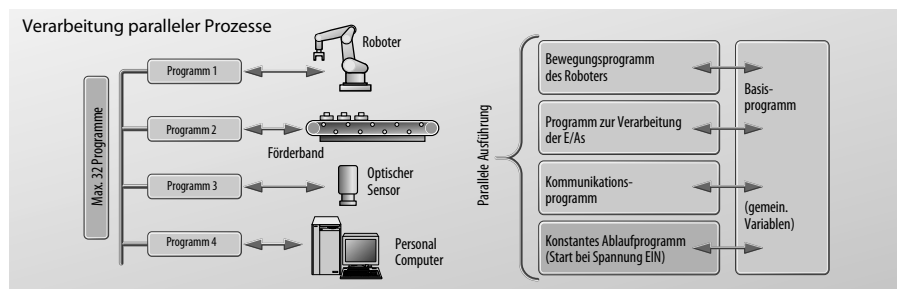 Verarbeitung paralleler Prozesse
Max. 32 Programme
Programm 1
Roboter
Programm 2
Förderband
Programm 3
Optischer
Sensor
Programm 4
Personal
Computer
Parallele Ausführung
Bewegungsprogramm
des Roboters
Programm zur Verarbeitung
der E/As
Kommunikations-
programm
Konstantes Ablaufprogramm
(Start bei Spannung EIN)
Basis-
programm
(gemein.
Variablen)